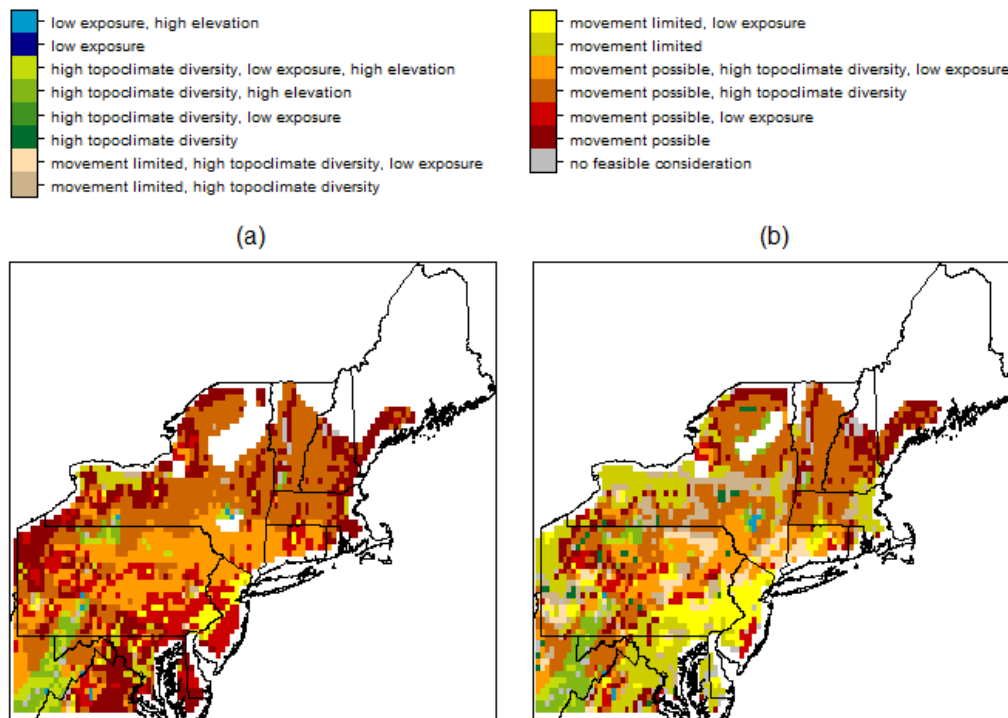 low exposure, high elevation
low exposure
high topoclimate diversity, low exposure, high elevation
high topoclimate diversity, high elevation
high topoclimate diversity, low exposure
high topoclimate diversity
movement limited, high topoclimate diversity, low exposure
movement limited, high topoclimate diversity
movement limited, low exposure
movement limited
movement possible, high topoclimate diversity, low exposure
movement possible, high topoclimate diversity
movement possible, low exposure
movement possible
no feasible consideration
(a)
(b)